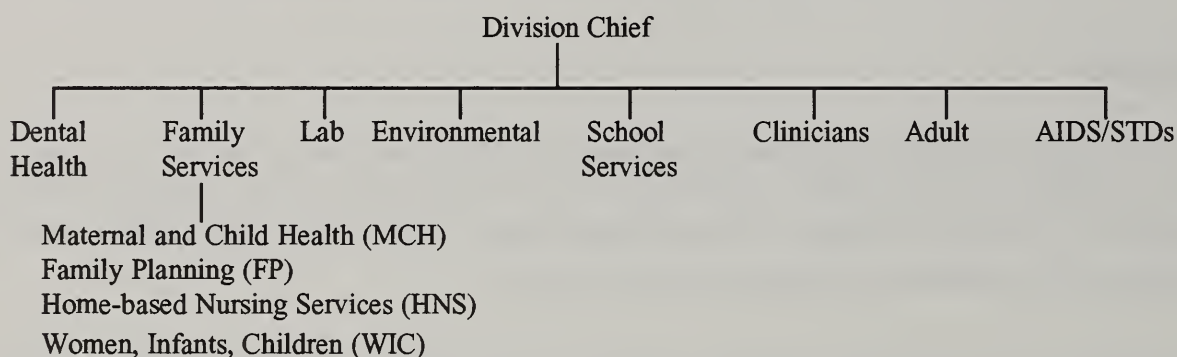 Division Chief
Dental Health
Family Services
Lab
Environmental
School Services
Clinicians
Adult
AIDS/STDs
Maternal and Child Health (MCH)
Family Planning (FP)
Home-based Nursing Services (HNS)
Women, Infants, Children (WIC)